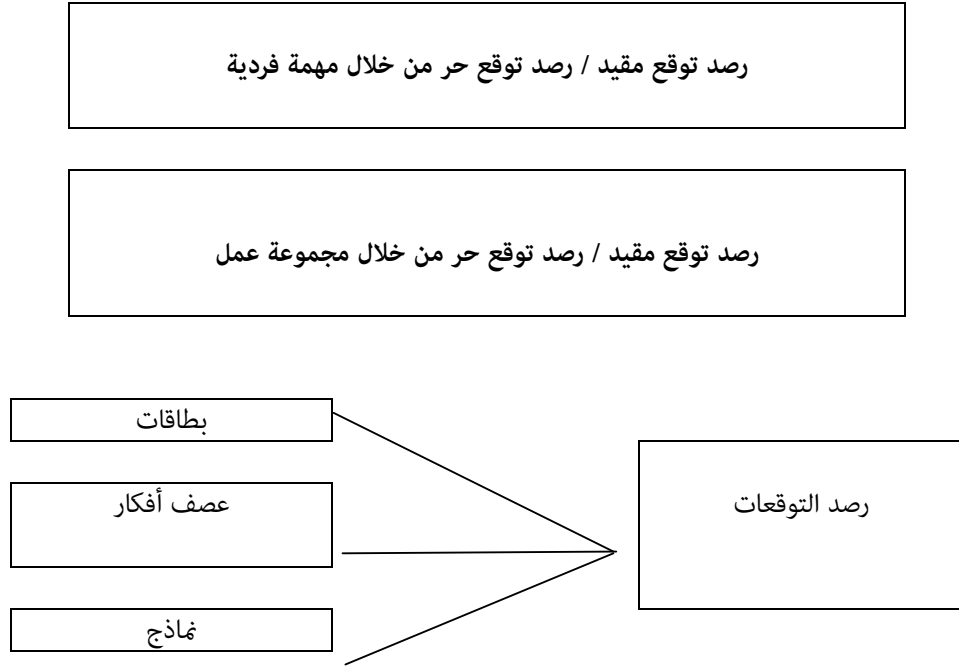 رصد توقع مقيد / رصد توقع حر من خلال مهمة فردية
رصد توقع مقيد / رصد توقع حر من خلال مجموعة عمل
رصد التوقعات
بطاقات
عصف أفكار
نماذج